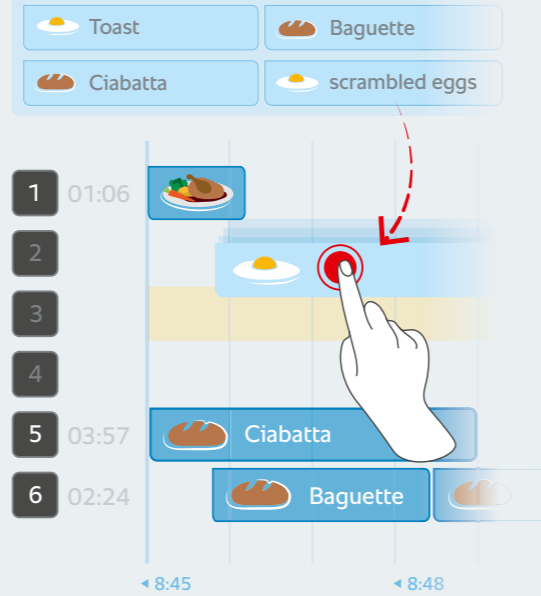 Toast
Baguette
Ciabatta
scrambled eggs
1 01:06
2
3
4
5 03:57 Ciabatta
6 02:24 Baguette
8:45 8:48